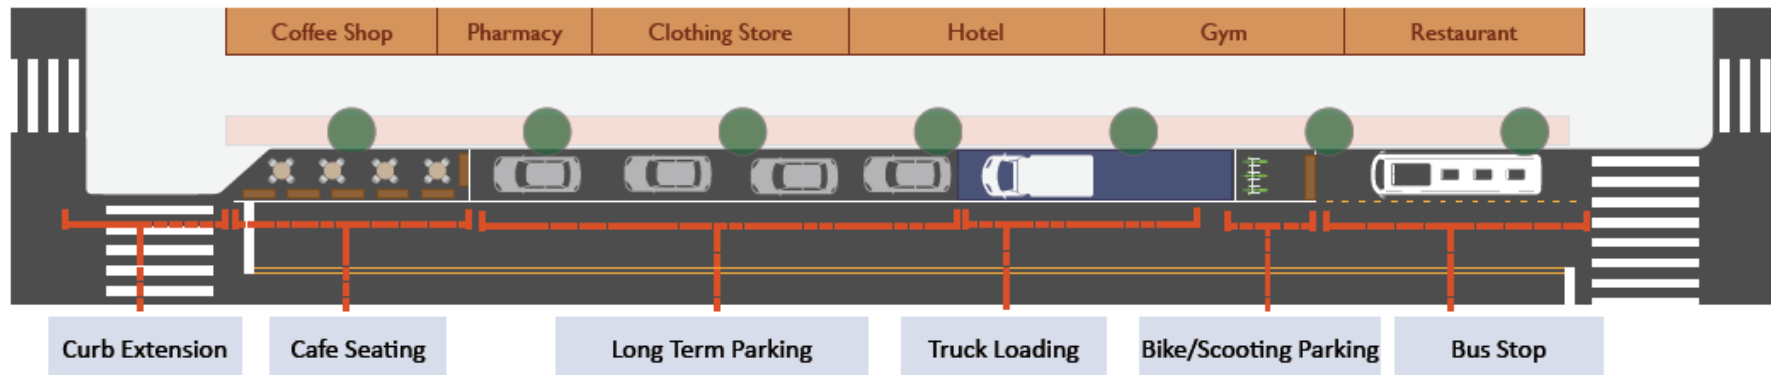 Coffee Shop
Pharmacy
Clothing Store
Hotel
Gym
Restaurant
Curb Extension
Cafe Seating
Long Term Parking
Truck Loading
Bike/Scooting Parking
Bus Stop